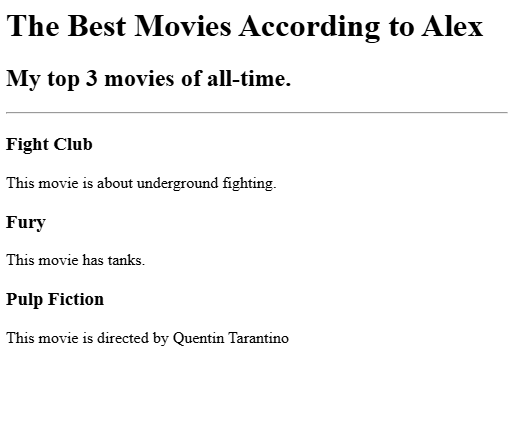 The Best Movies According to Alex
My top 3 movies of all-time.
Fight Club
This movie is about underground fighting.
Fury
This movie has tanks.
Pulp Fiction
This movie is directed by Quentin Tarantino